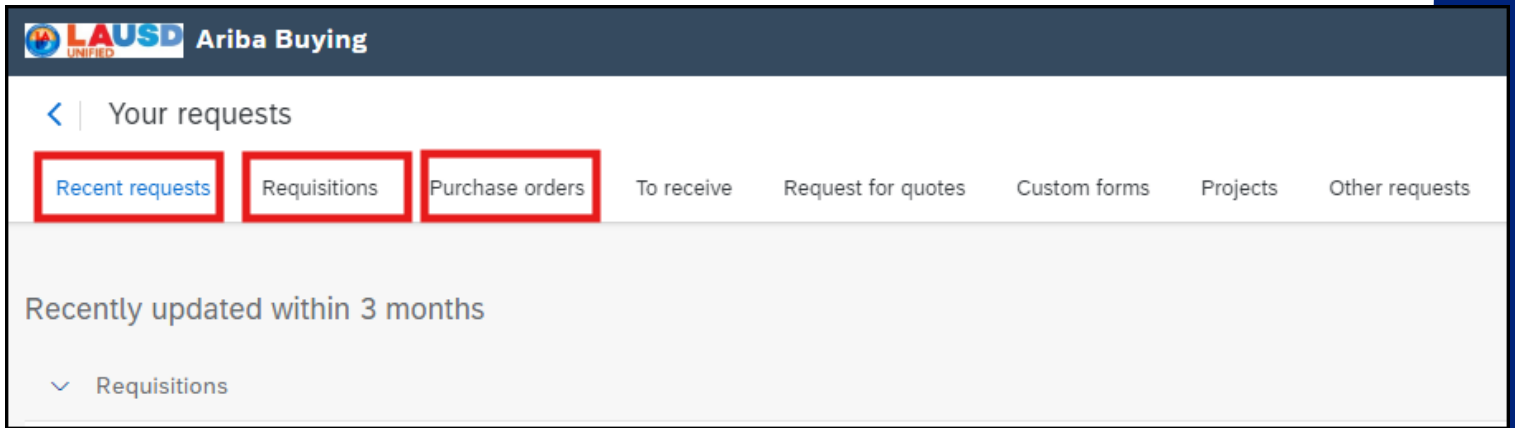 LAUSD UNIFIED Ariba Buying
Your requests
Recent requests Requisitions Purchase orders To receive Request for quotes Custom forms Projects Other requests
Recently updated within 3 months
Requisitions